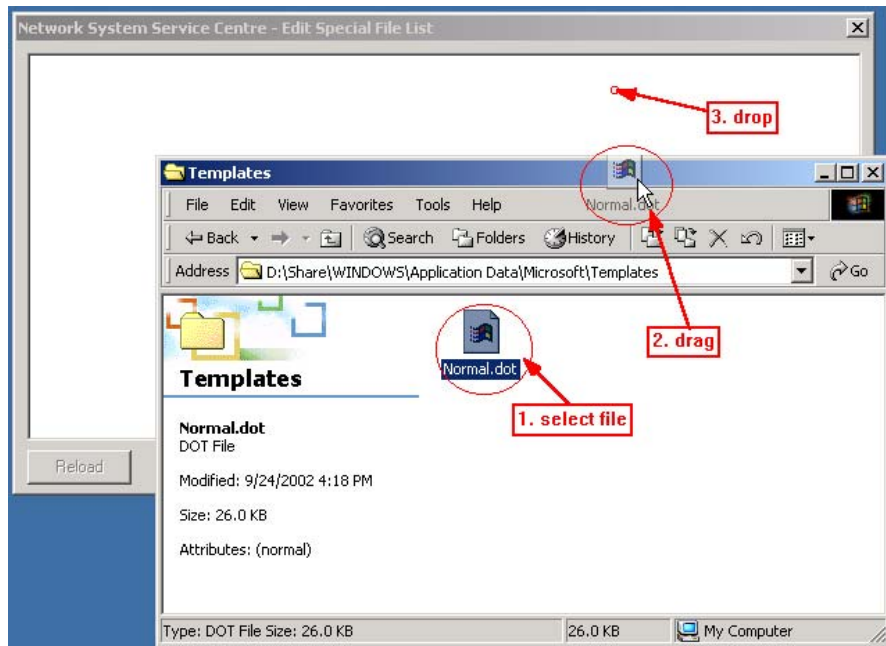 Network System Service Centre - Edit Special File List
3. drop
Templates
File Edit View Favorites Tools Help
Normal.dot
Back Search Folders History
Address D:\Share\WINDOWS\Application Data\Microsoft\Templates Go
2. drag
Templates
Normal.dot
1. select file
Normal.dot
DOT File
Reload
Modified: 9/24/2002 4:18 PM
Size: 26.0 KB
Attributes: (normal)
Type: DOT File Size: 26.0 KB 26.0 KB My Computer